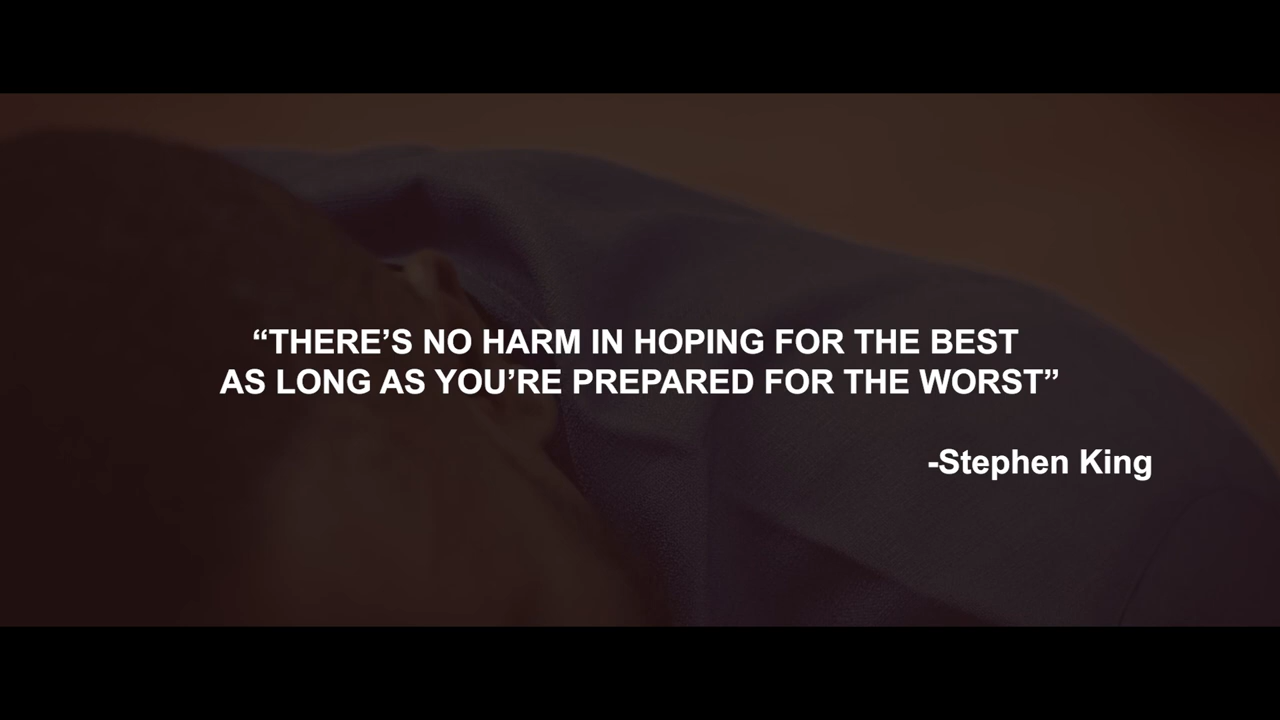 “THERE’S NO HARM IN HOPING FOR THE BEST
AS LONG AS YOU’RE PREPARED FOR THE WORST”
-Stephen King